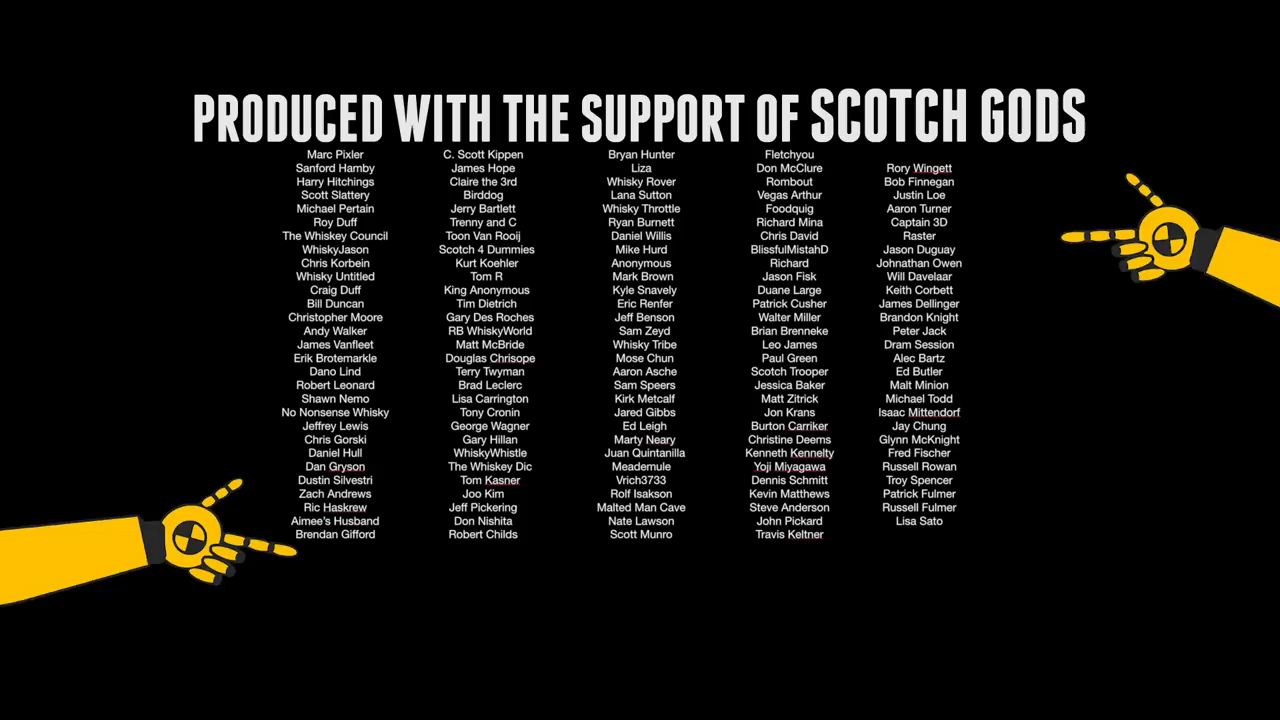 PRODUCED WITH THE SUPPORT OF SCOTCH GODS
Marc Pixler
Sanford Hamby
Harry Hitchings
Scott Slattery
Michael Pertain
Roy Duff
The Whiskey Council
WhiskyJason
Chris Korbein
Whisky Untitled
Craig Duff
Bill Duncan
Christopher Moore
Andy Walker
James Vanfleet
Erik Brotemarkle
Dano Lind
Robert Leonard
Shawn Nemo
No Nonsense Whisky
Jeffrey Lewis
Chris Gorski
Daniel Hull
Dan Gryson
Dustin Silvestri
Zach Andrews
Ric Haskrew
Aimee's Husband
Brendan Gifford
C. Scott Kippen
James Hope
Claire the 3rd
Birddog
Jerry Bartlett
Trenny and C
Toon Van Rooij
Scotch 4 Dummies
Kurt Koehler
Tom R
King Anonymous
Tim Dietrich
Gary Des Roches
RB WhiskyWorld
Matt McBride
Douglas Chrisope
Terry Twyman
Brad Leclerc
Lisa Carrington
Tony Cronin
George Wagner
Gary Hillan
WhiskyWhistle
The Whiskey Dic
Tom Kasner
Joo Kim
Jeff Pickering
Don Nishita
Robert Childs
Bryan Hunter
Liza
Whisky Rover
Lana Sutton
Whisky Throttle
Ryan Burnett
Daniel Willis
Mike Hurd
Anonymous
Mark Brown
Kyle Snavely
Eric Renfer
Jeff Benson
Sam Zeyd
Whisky Tribe
Mose Chun
Aaron Asche
Sam Speers
Kirk Metcalf
Jared Gibbs
Ed Leigh
Marty Neary
Juan Quintanilla
Meademule
Vrich3733
Rolf Isakson
Malted Man Cave
Nate Lawson
Scott Munro
Fletchyou
Don McClure
Rombout
Vegas Arthur
Foodquig
Richard Mina
Chris David
BlissfulMistahD
Richard
Jason Fisk
Duane Large
Patrick Cusher
Walter Miller
Brian Brenneke
Leo James
Paul Green
Scotch Trooper
Jessica Baker
Matt Zitrick
Jon Krans
Burton Carriker
Christine Deems
Kenneth Kennelty
Yoji Miyagawa
Dennis Schmitt
Kevin Matthews
Steve Anderson
John Pickard
Travis Keltner
Rory Wingett
Bob Finnegan
Justin Loe
Aaron Turner
Captain 3D
Raster
Jason Duguay
Johnathan Owen
Will Davelaar
Keith Corbett
James Dellinger
Brandon Knight
Peter Jack
Dram Session
Alec Bartz
Ed Butler
Malt Minion
Michael Todd
Isaac Mittendorf
Jay Chung
Glynn McKnight
Fred Fischer
Russell Rowan
Troy Spencer
Patrick Fulmer
Russell Fulmer
Lisa Sato